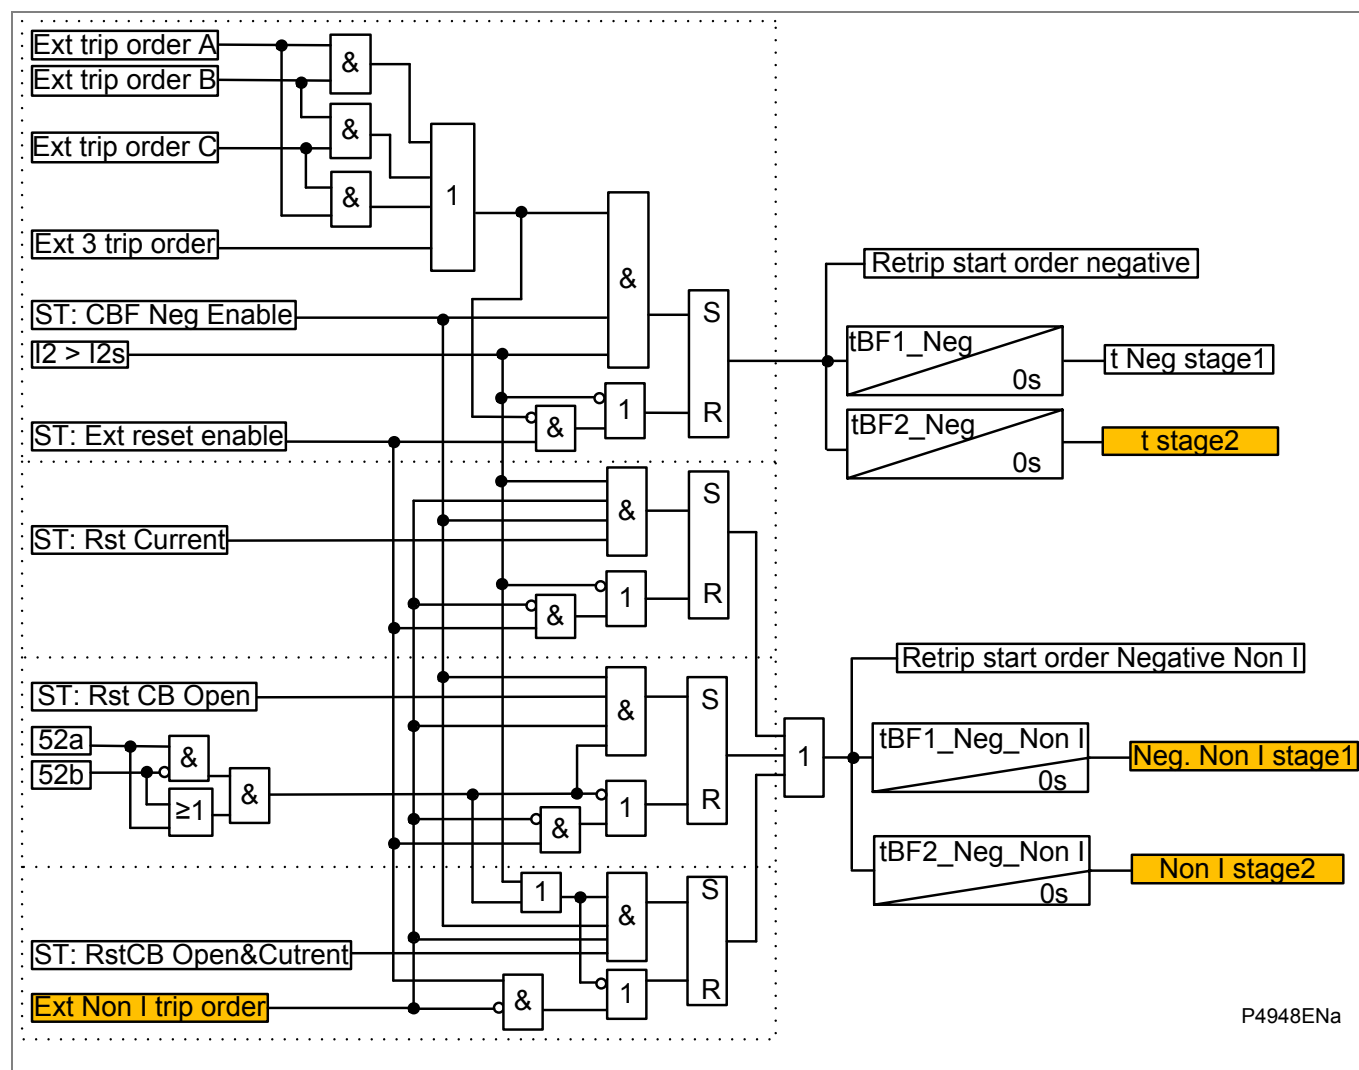 Ext trip order A
&
Ext trip order B
&
Ext trip order C
&
1
Ext 3 trip order
&
Retrip start order negative
ST: CBF Neg Enable
S
I2 > I2s
tBF1_Neg
0s
t Neg stage1
R
1
ST: Ext reset enable
&
tBF2_Neg
0s
t stage2
S
&
ST: Rst Current
1
R
&
Retrip start order Negative Non I
ST: Rst CB Open
S
&
52a
&
52b
&
≥1
1
tBF1_Neg_Non I
0s
Neg. Non I stage1
1
R
&
tBF2_Neg_Non I
0s
Non I stage2
1
S
&
ST: RstCB Open&Cutrent
1
R
&
Ext Non I trip order
P4948ENa